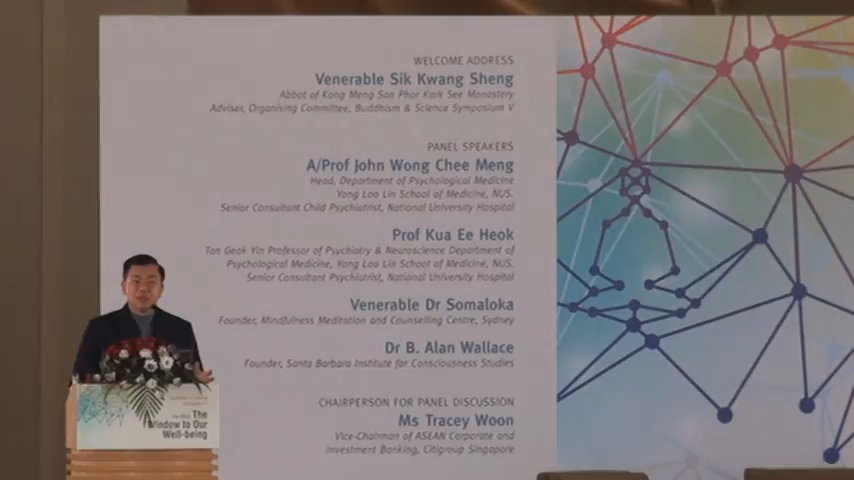 WELCOME ADDRESS
Venerable Sik Kwang Sheng
Abbot of Kong Meng San Phor Kark See Monastery
Adviser, Organising Committee, Buddhism & Science Symposium V
PANEL SPEAKERS
A/Prof John Wong Chee Meng
Head, Department of Psychological Medicine
Yong Loo Lin School of Medicine, NUS.
Senior Consultant Child Psychiatrist, National University Hospital
Prof Kua Ee Heok
Tan Geok Yin Professor of Psychiatry & Neuroscience Department of
Psychological Medicine, Yong Loo Lin School of Medicine, NUS.
Senior Consultant Psychiatrist, National University Hospital
Venerable Dr Somaloka
Founder, Mindfulness Meditation and Counselling Centre, Sydney
Dr B. Alan Wallace
Founder, Santa Barbara Institute for Consciousness Studies
CHAIRPERSON FOR PANEL DISCUSSION
Ms Tracey Woon
Vice-Chairman of ASEAN Corporate and
Investment Banking, Citigroup Singapore
The
Window to Our
Well-being